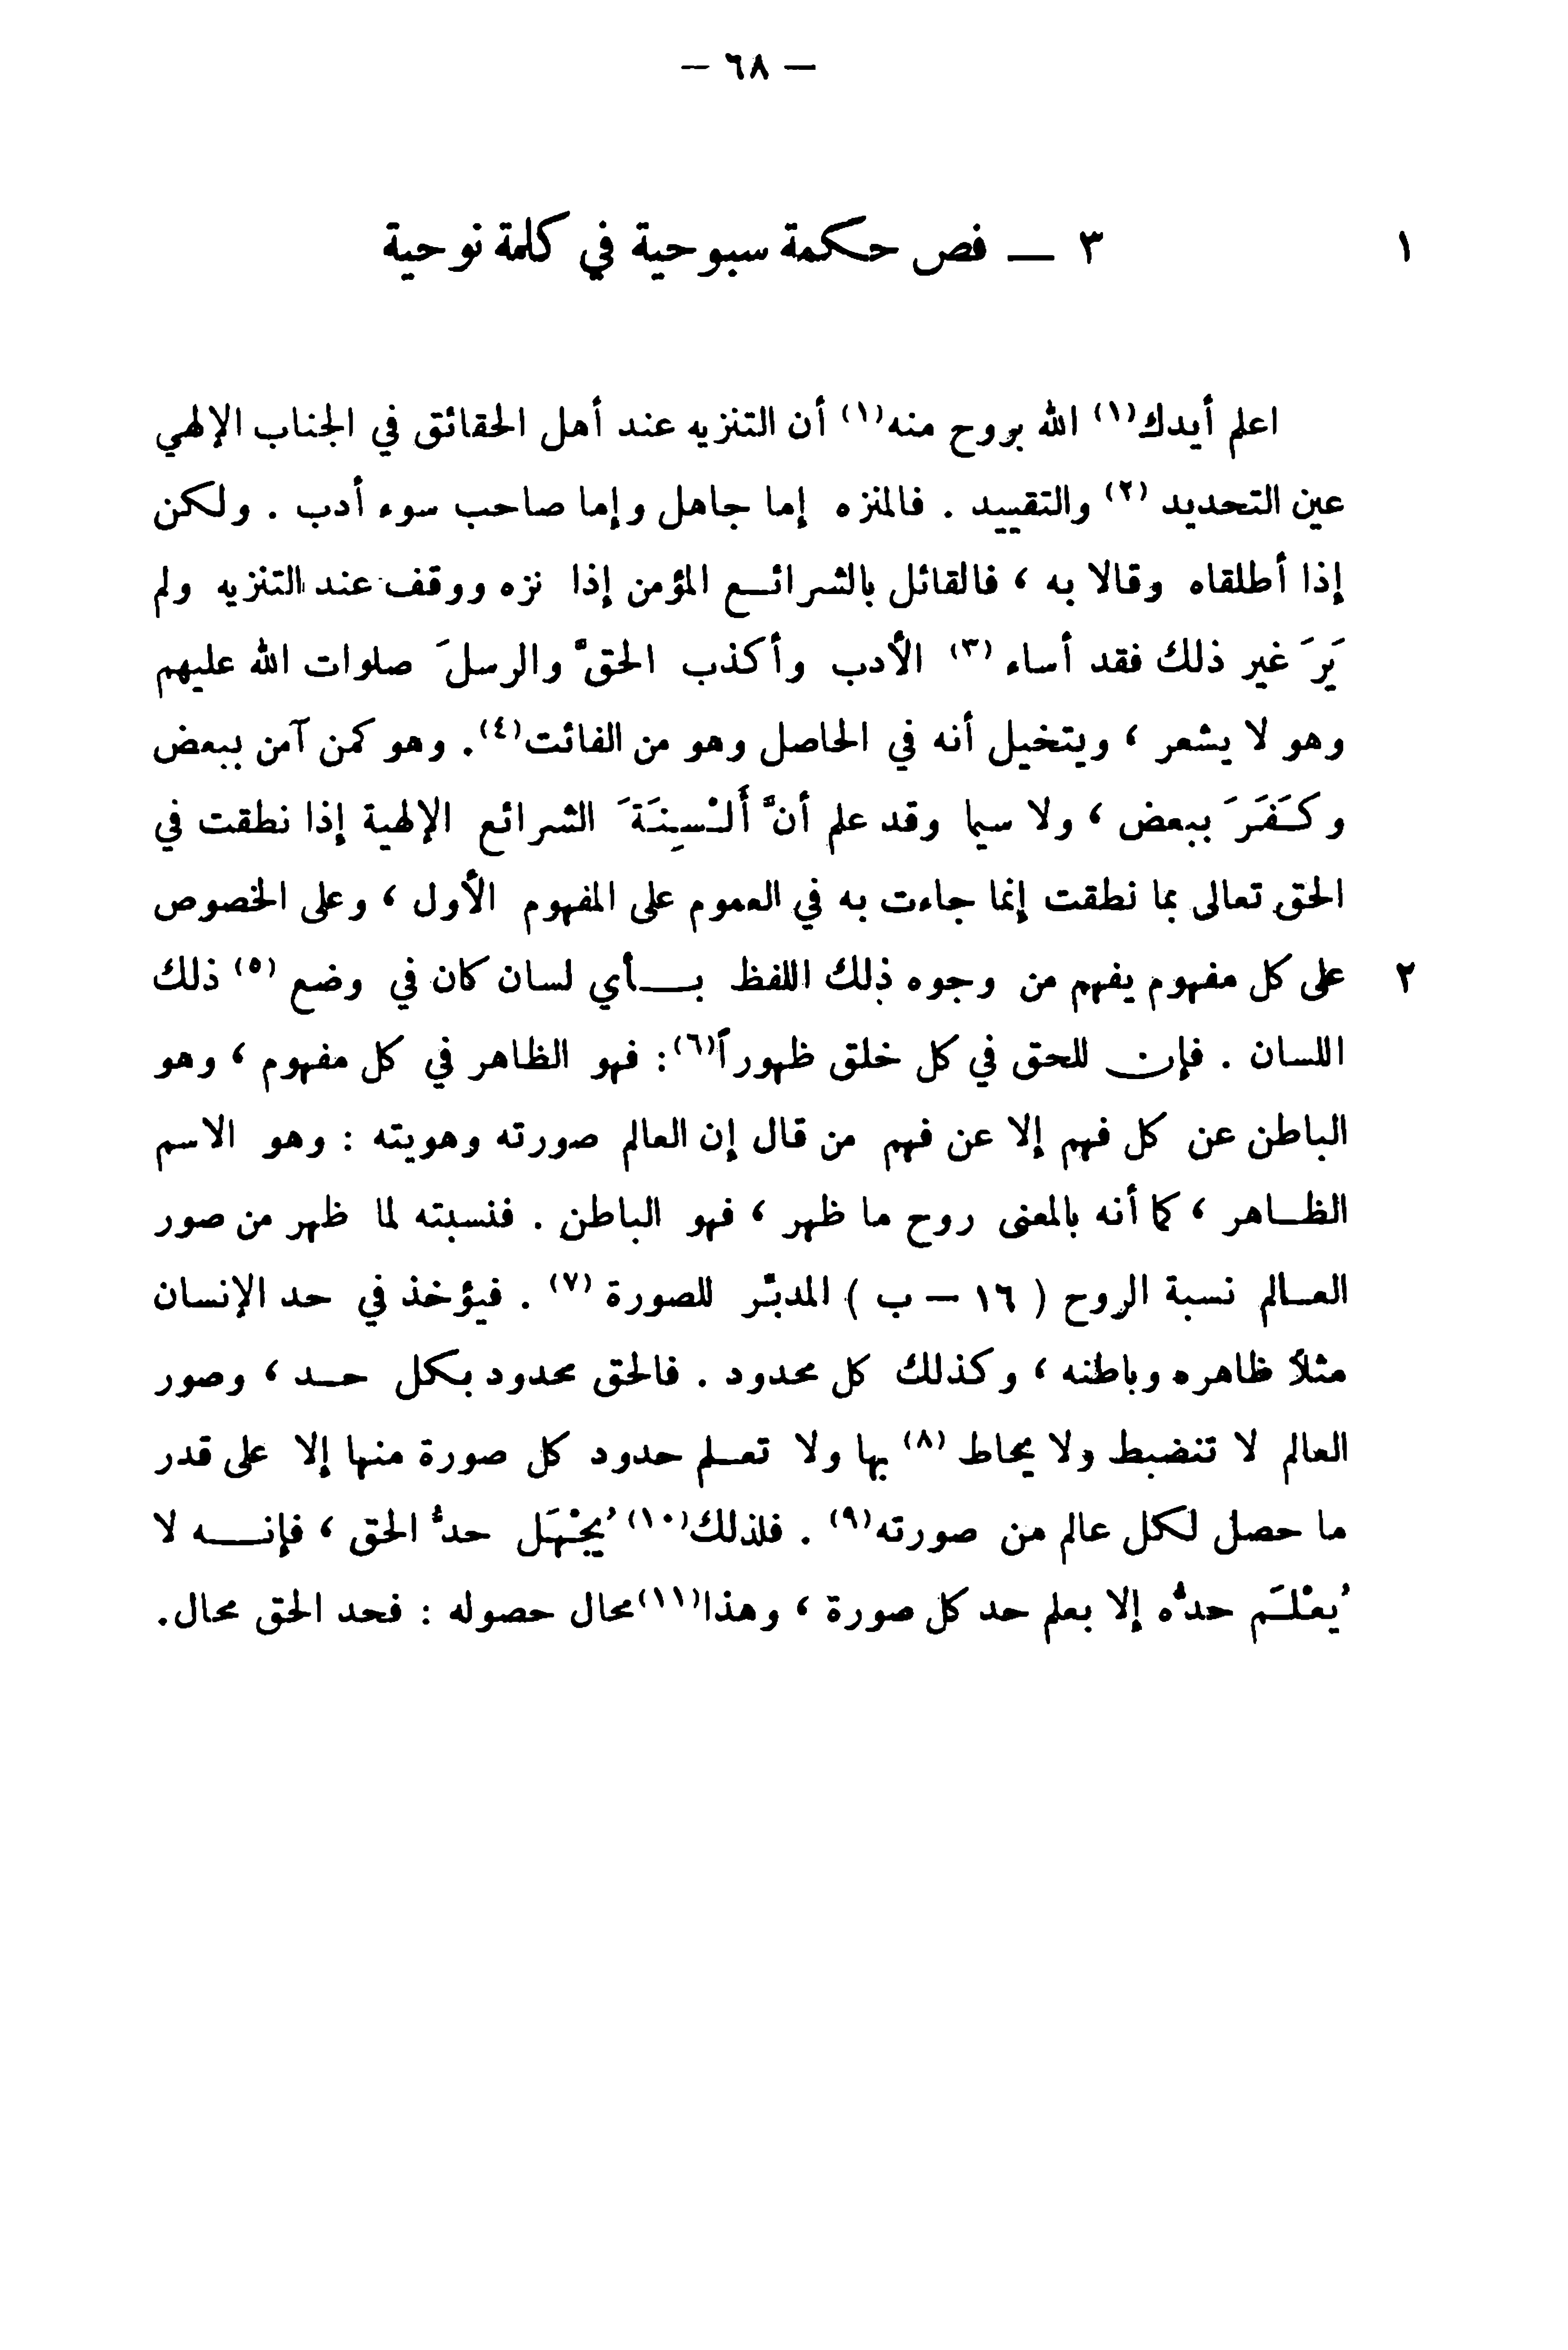 — ٦٨ —
١
٣ — فص حكمة سبوحية في كلمة نوحية
اعلم أيدك(١) الله بروح منه(١) أن التنزيه عند أهل الحقائق في الجناب الإلهي
عين التحديد (٢) والتقييد . فالمنزه إما جاهل وإما صاحب سوء أدب . ولكن
إذا أطلقاه وقالا به ، فالقائل بالشرائع المؤمن إذا نزه ووقف عند التنزيه ولم
يَرَ غير ذلك فقد أساء (٣) الأدب وأكذب الحقَّ والرسلَ صلوات الله عليهم
وهو لا يشعر ، ويتخيل أنه في الحاصل وهو من الفائت(٤). وهو كمن آمن ببعض
وكَفَرَ ببعض ، ولا سيما وقد علم أنَّ أَلْسِنَةَ الشرائع الإلهية إذا نطقت في
الحق تعالى بما نطقت إنما جاءت به في العموم على المفهوم الأول ، وعلى الخصوص
٢ على كل مفهوم يفهم من وجوه ذلك اللفظ بأي لسان كان في وضع (٥) ذلك
اللسان . فإن للحق في كل خلق ظهوراً(٦): فهو الظاهر في كل مفهوم ، وهو
الباطن عن كل فهم إلا عن فهم من قال إن العالم صورته وهويته : وهو الاسم
الظاهر ، كما أنه بالمعنى روح ما ظهر ، فهو الباطن . فنسبته لما ظهر من صور
العالم نسبة الروح ( ١٦ — ب ) المدبِّر للصورة (٧) . فيؤخذ في حد الإنسان
مثلاً ظاهره وباطنه ، وكذلك كل محدود . فالحق محدود بكل حد ، وصور
العالم لا تنضبط ولا يحاط (٨) بها ولا تعلم حدود كل صورة منها إلا على قدر
ما حصل لكل عالم من صورته(٩) . فلذلك(١٠) يُجْهَل حدُّ الحق ، فإنه لا
يُعْلَم حدُّه إلا بعلم حد كل صورة ، وهذا(١١)محال حصوله : فحد الحق محال.